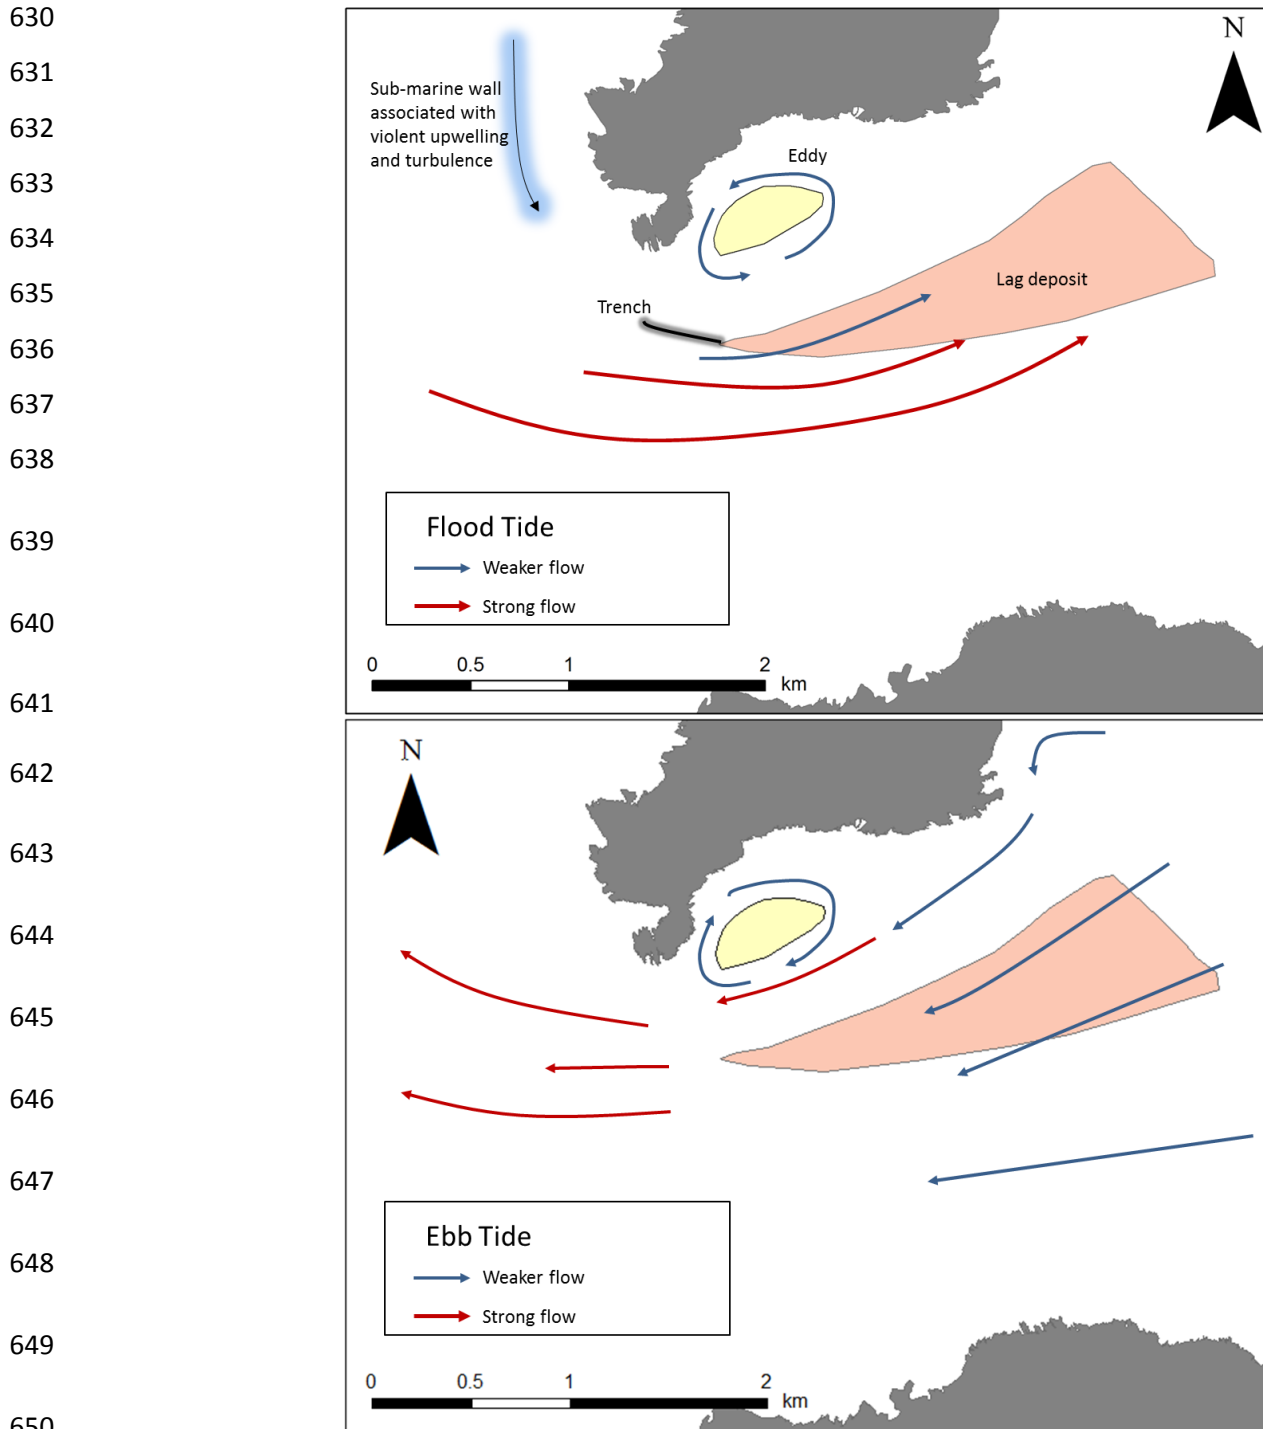 630
631
632
633
634
635
636
637
638
639
640
641
642
643
644
645
646
647
648
649
650
N
Sub-marine wall
associated with
violent upwelling
and turbulence
Eddy
Lag deposit
Trench
Flood Tide
Weaker flow
Strong flow
0 0.5 1 2
km
N
Ebb Tide
Weaker flow
Strong flow
0 0.5 1 2
km